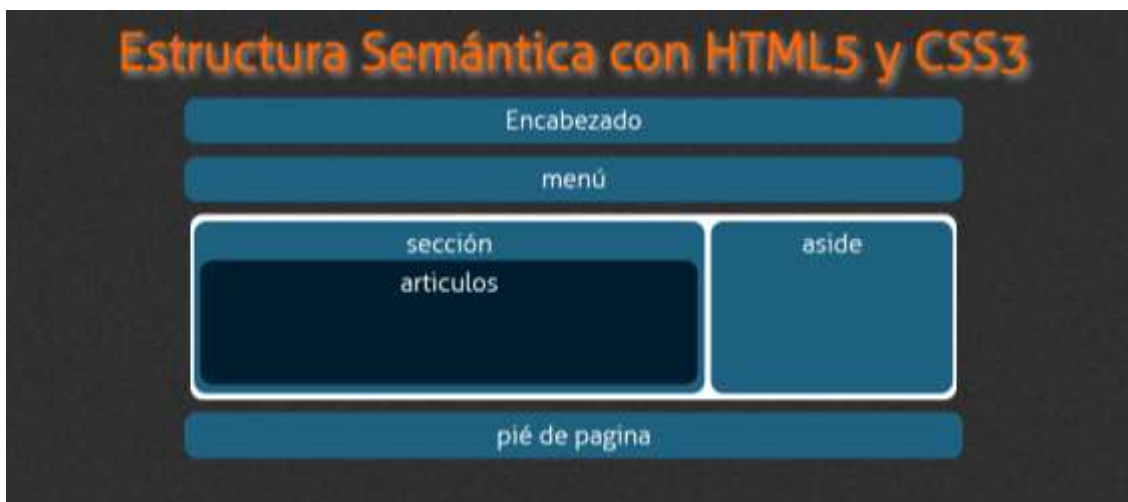 Estructura Semántica con HTML5 y CSS3
Encabezado
menú
sección
aside
articulos
pié de pagina